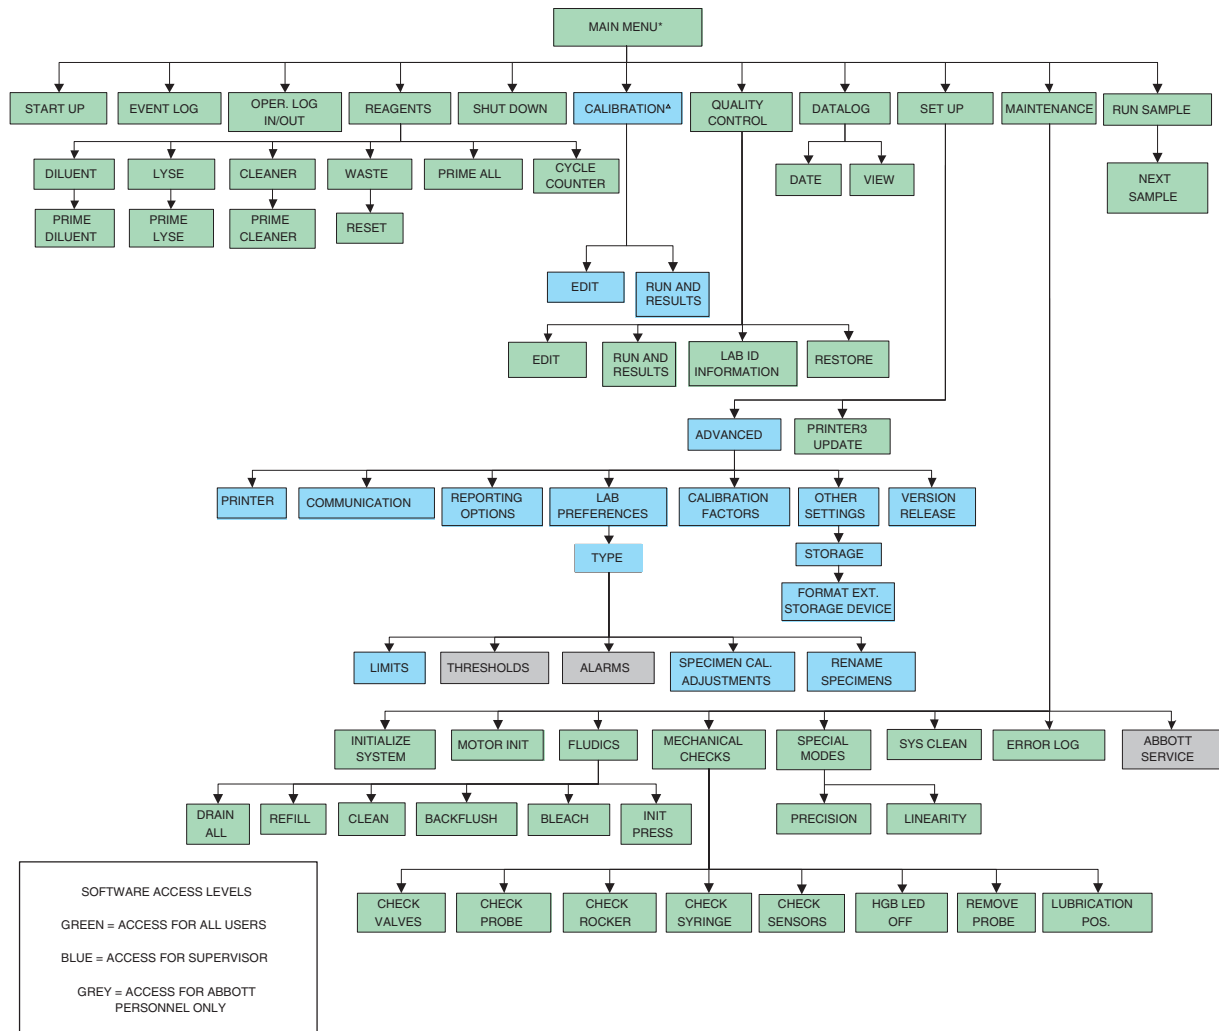 MAIN MENU*
START UP
EVENT LOG
OPER. LOG
IN/OUT
REAGENTS
SHUT DOWN
CALIBRATIONᐞ
QUALITY
CONTROL
DATALOG
SET UP
MAINTENANCE
RUN SAMPLE
DILUENT
LYSE
CLEANER
WASTE
PRIME ALL
CYCLE
COUNTER
DATE
VIEW
NEXT
SAMPLE
PRIME
DILUENT
PRIME
LYSE
PRIME
CLEANER
RESET
EDIT
RUN AND
RESULTS
EDIT
RUN AND
RESULTS
LAB ID
INFORMATION
RESTORE
ADVANCED
PRINTER3
UPDATE
PRINTER
COMMUNICATION
REPORTING
OPTIONS
LAB
PREFERENCES
CALIBRATION
FACTORS
OTHER
SETTINGS
VERSION
RELEASE
TYPE
STORAGE
FORMAT EXT.
STORAGE DEVICE
LIMITS
THRESHOLDS
ALARMS
SPECIMEN CAL.
ADJUSTMENTS
RENAME
SPECIMENS
INITIALIZE
SYSTEM
MOTOR INIT
FLUDICS
MECHANICAL
CHECKS
SPECIAL
MODES
SYS CLEAN
ERROR LOG
ABBOTT
SERVICE
DRAIN
ALL
REFILL
CLEAN
BACKFLUSH
BLEACH
INIT
PRESS
PRECISION
LINEARITY
CHECK
VALVES
CHECK
PROBE
CHECK
ROCKER
CHECK
SYRINGE
CHECK
SENSORS
HGB LED
OFF
REMOVE
PROBE
LUBRICATION
POS.
SOFTWARE ACCESS LEVELS
GREEN = ACCESS FOR ALL USERS
BLUE = ACCESS FOR SUPERVISOR
GREY = ACCESS FOR ABBOTT
PERSONNEL ONLY